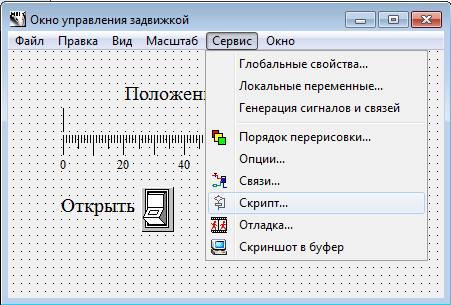 Окно управления задвижкой
Файл Правка Вид Масштаб Сервис Окно
Глобальные свойства...
Локальные переменные...
Генерация сигналов и связей
Порядок перерисовки...
Опции...
Связи...
Скрипт...
Отладка...
Скриншот в буфер
Положен
0 20 40
Открыть